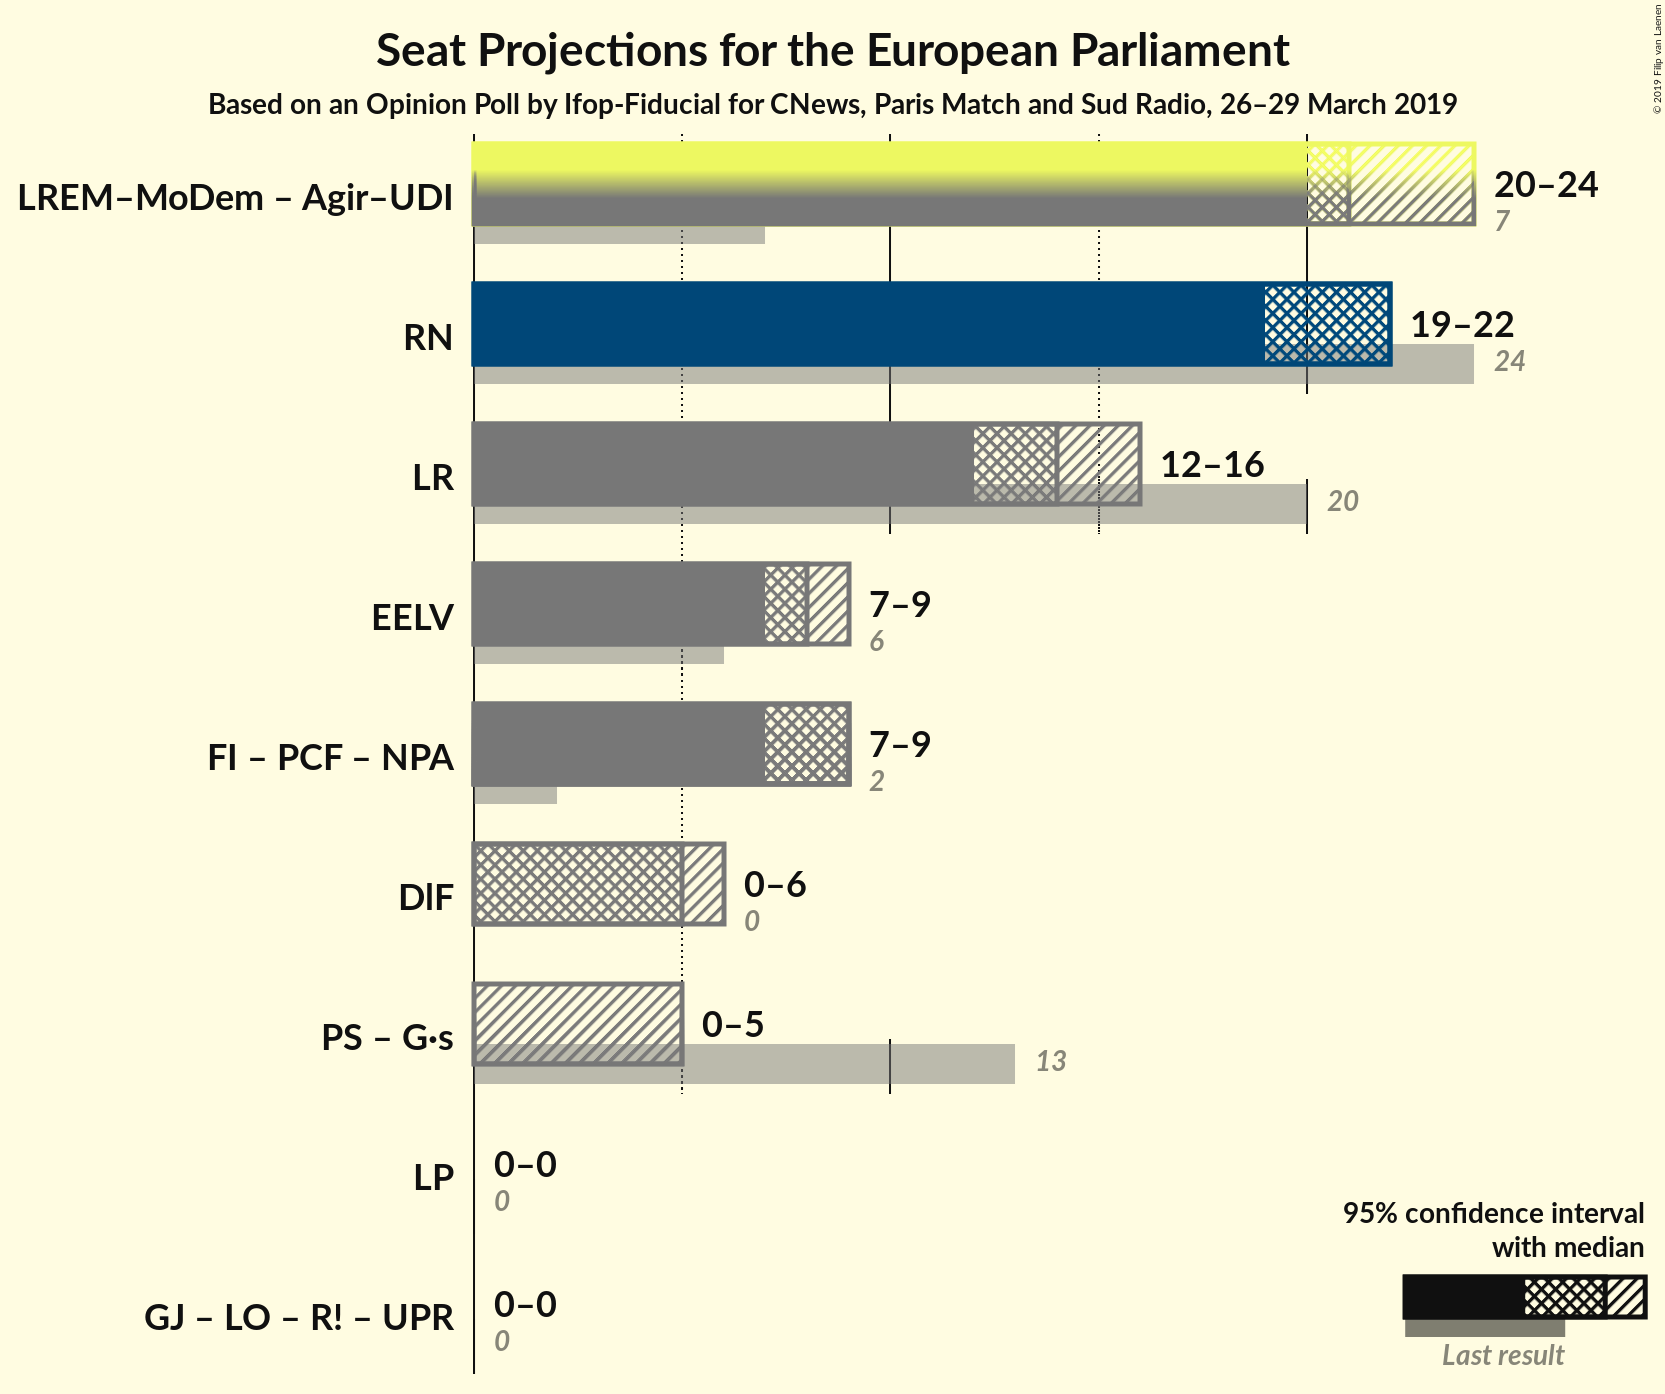 Seat Projections for the European Parliament
Based on an Opinion Poll by Ifop-Fiducial for CNews, Paris Match and Sud Radio, 26–29 March 2019
© 2019 Filip van Laenen
LREM–MoDem – Agir–UDI
20–24
7
RN
19–22
24
LR
12–16
20
EELV
7–9
6
FI – PCF – NPA
7–9
2
DlF
0–6
0
PS – G·s
0–5
13
LP
0–0
0
GJ – LO – R! – UPR
0–0
0
95% confidence interval
with median
Last result